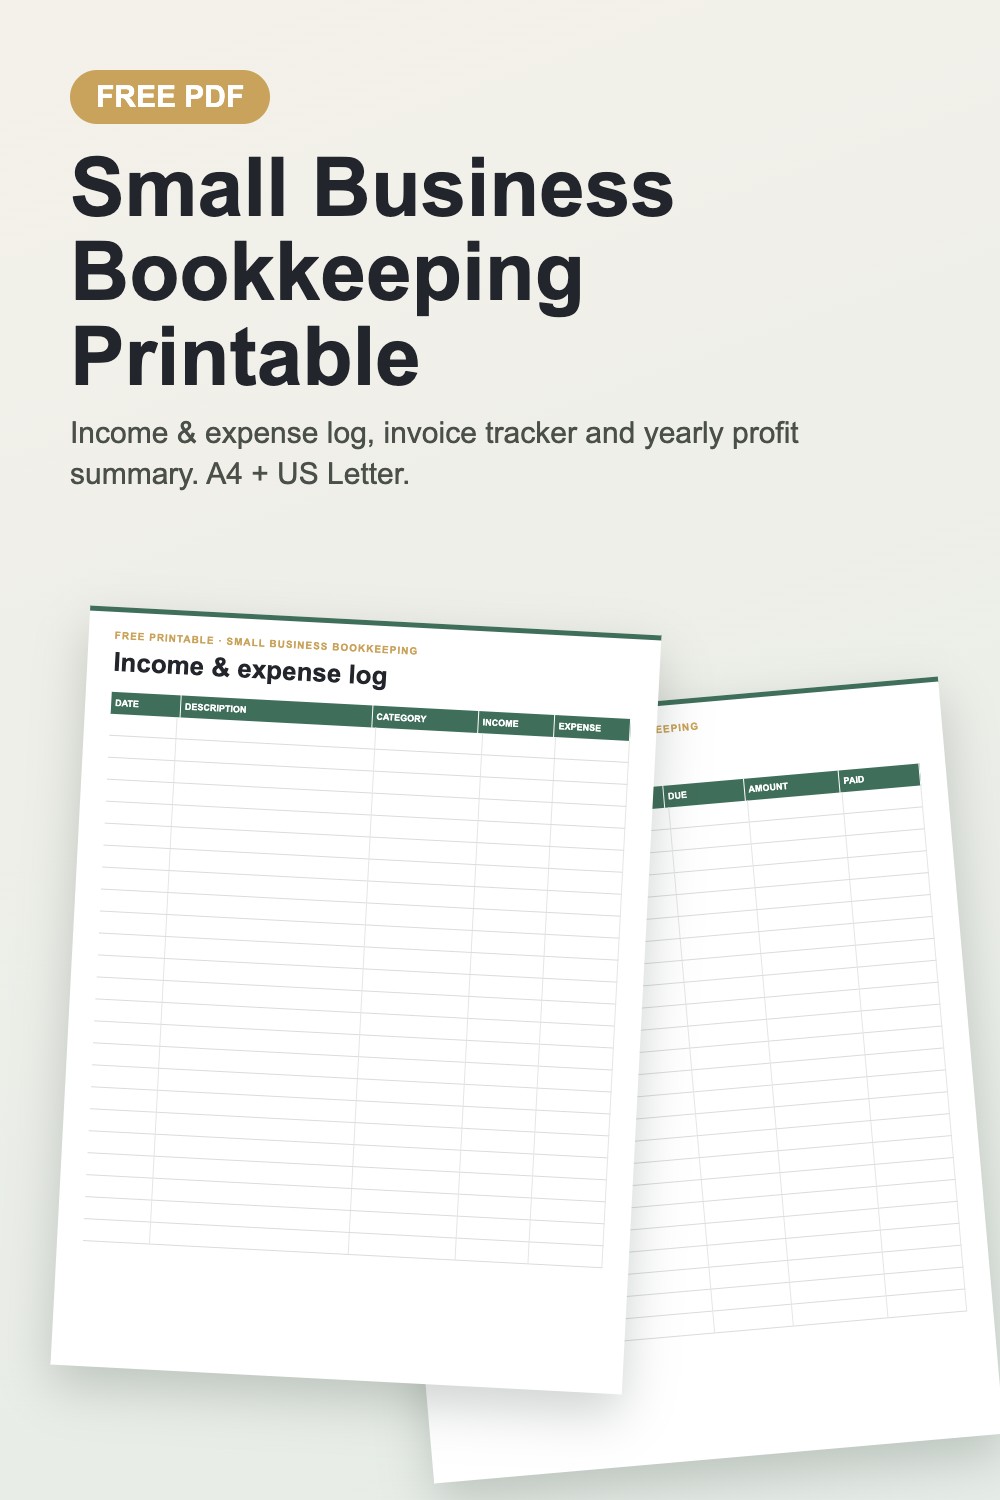 FREE PDF
Small Business
Bookkeeping
Printable
Income & expense log, invoice tracker and yearly profit
summary. A4 + US Letter.
FREE PRINTABLE · SMALL BUSINESS BOOKKEEPING
Income & expense log
DATE DESCRIPTION CATEGORY INCOME EXPENSE
EEPING
DUE AMOUNT PAID